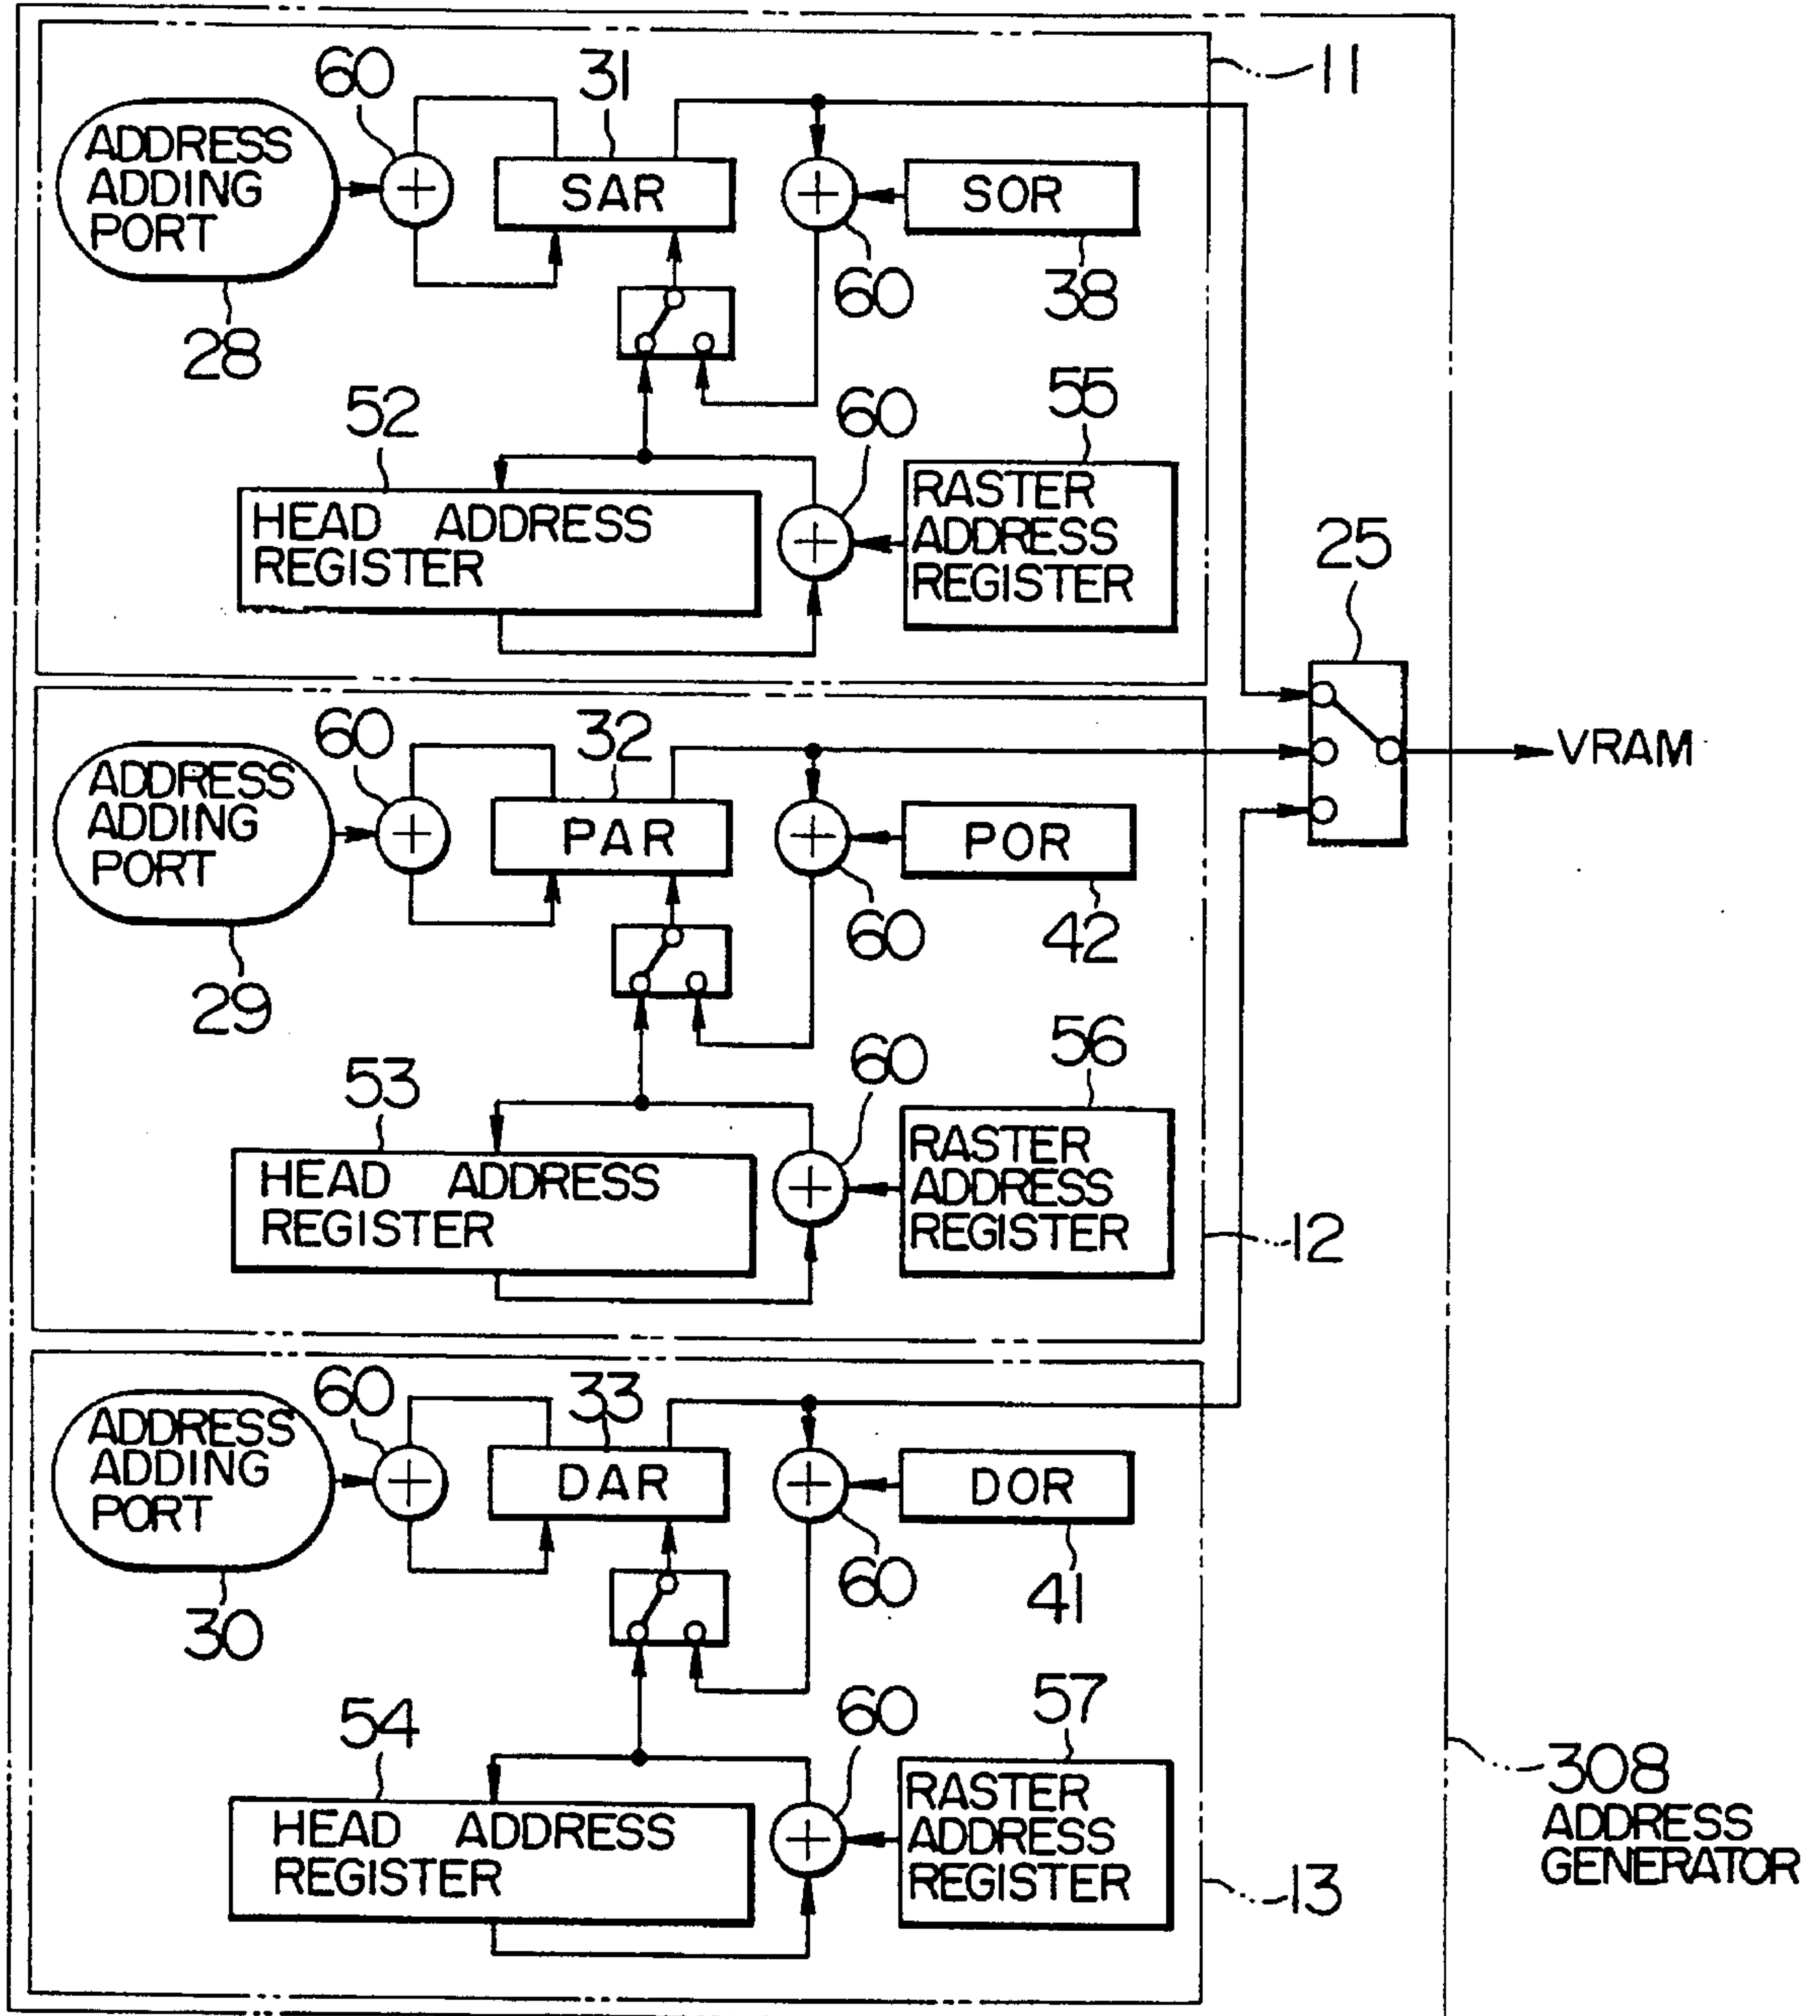 11
60
31
ADDRESS
ADDING
PORT
+
SAR
+
SOR
28
60
38
52
60
55
HEAD ADDRESS
REGISTER
+
RASTER
ADDRESS
REGISTER
25
VRAM
60
32
ADDRESS
ADDING
PORT
+
PAR
+
POR
29
60
42
53
60
56
HEAD ADDRESS
REGISTER
+
RASTER
ADDRESS
REGISTER
12
60
33
ADDRESS
ADDING
PORT
+
DAR
+
DOR
30
60
41
54
60
57
HEAD ADDRESS
REGISTER
+
RASTER
ADDRESS
REGISTER
13
308
ADDRESS
GENERATOR